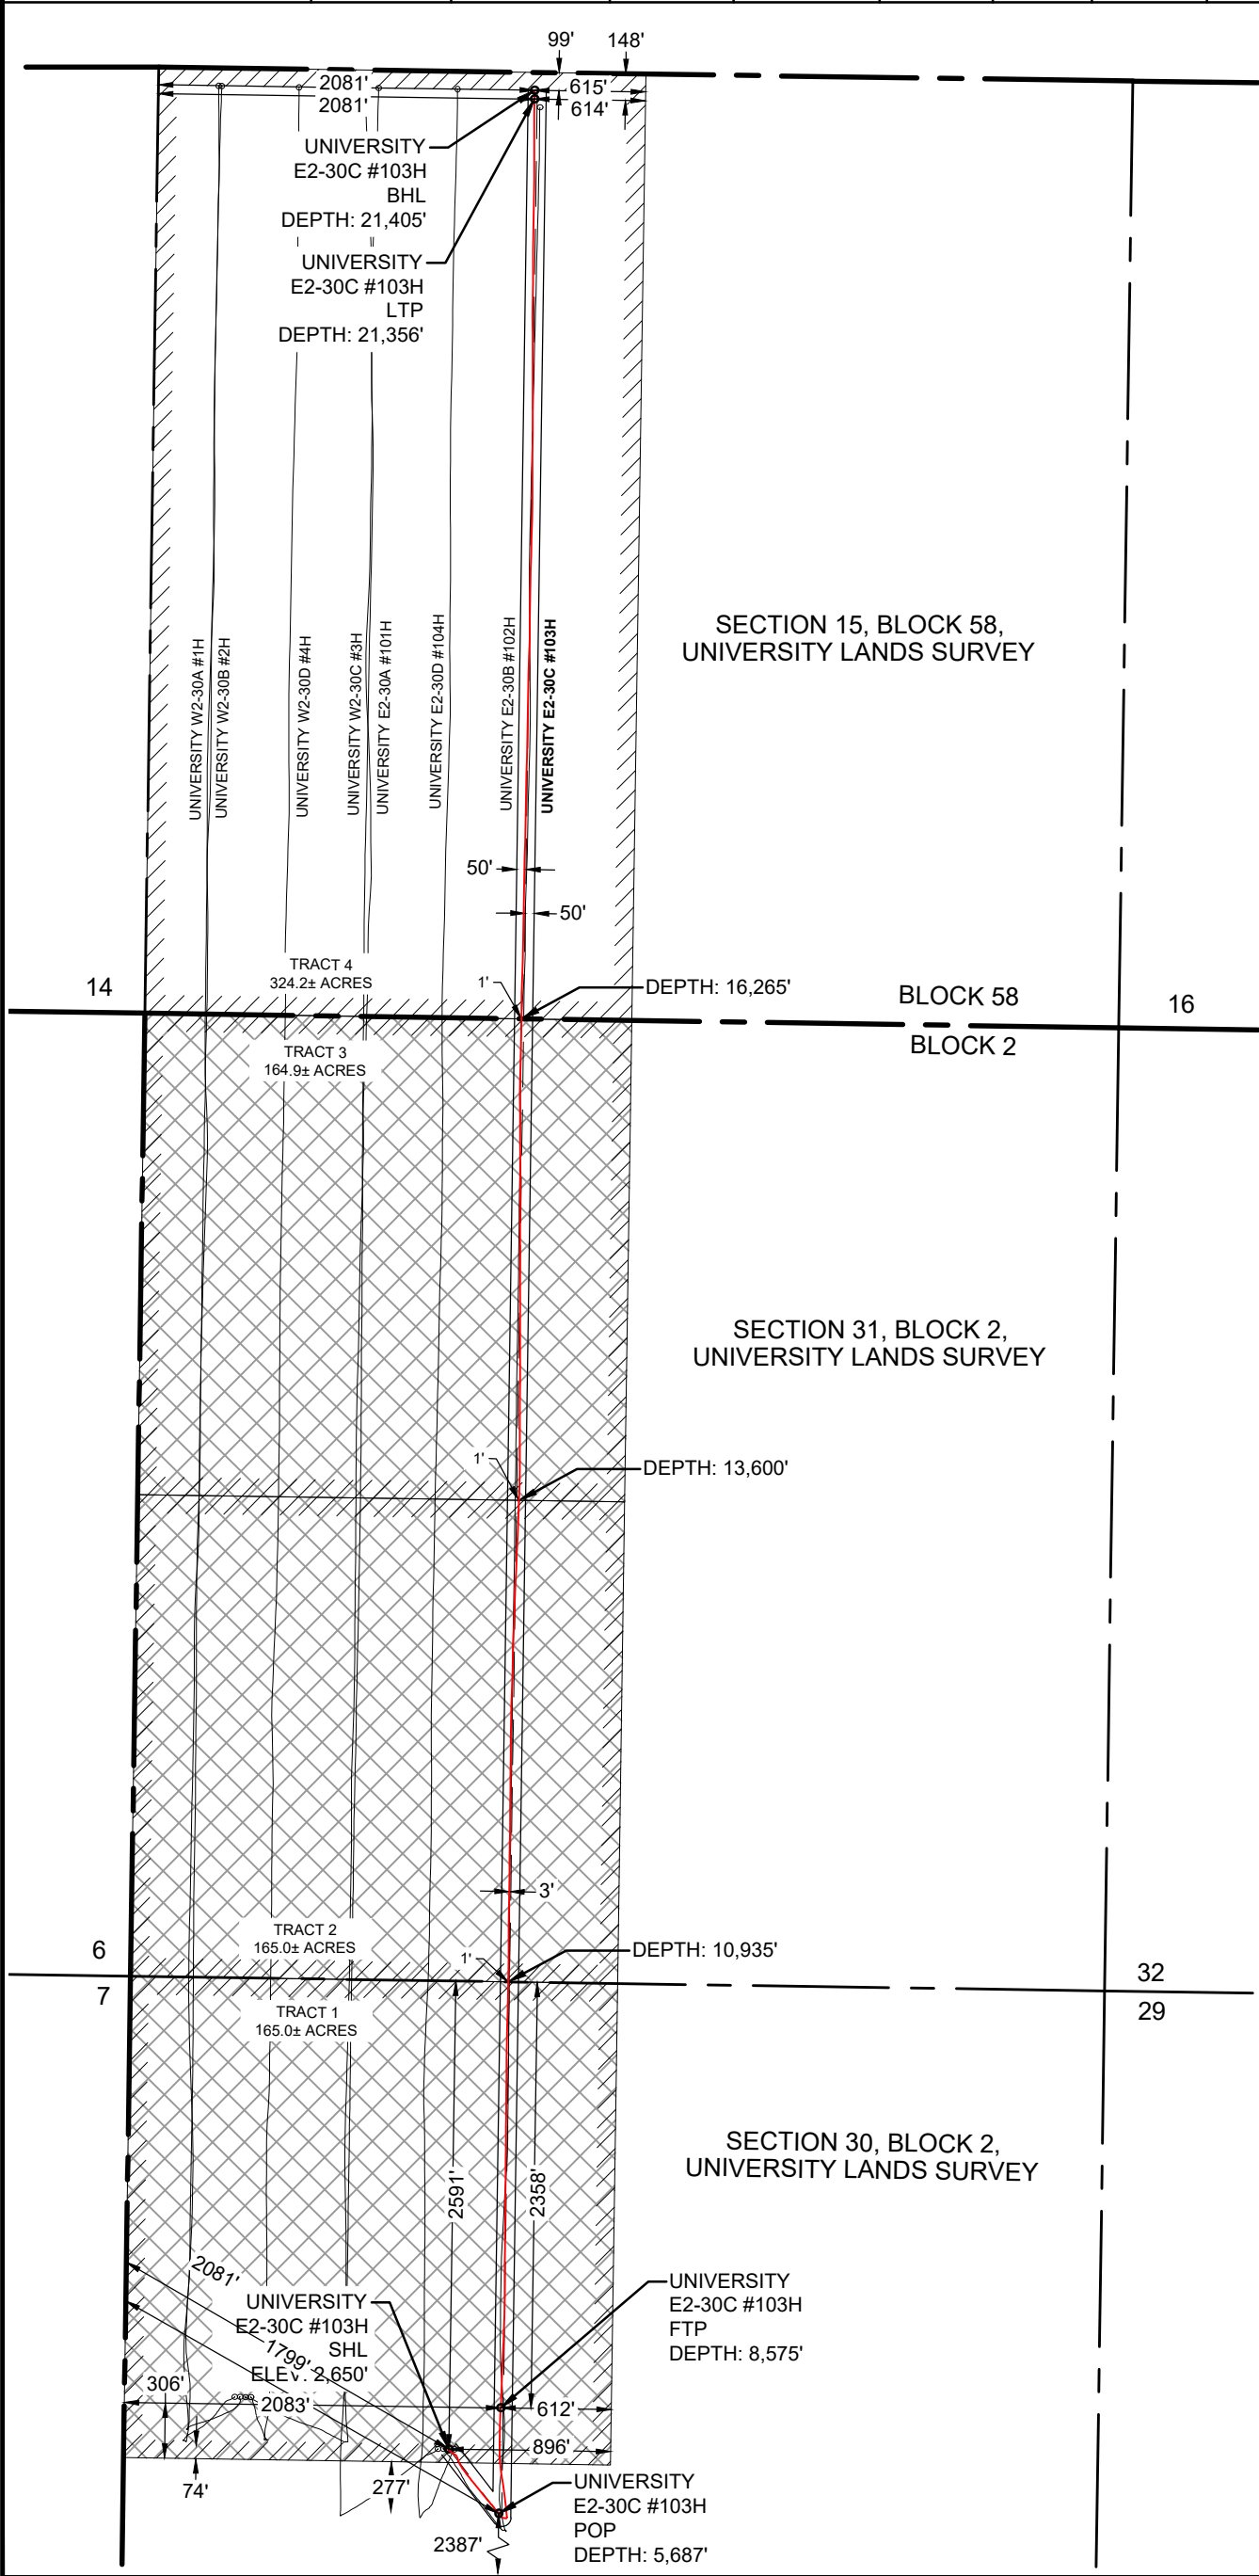 99'
148'
2081'
615'
2081'
614'
UNIVERSITY
E2-30C #103H
BHL
DEPTH: 21,405'
UNIVERSITY
E2-30C #103H
LTP
DEPTH: 21,356'
SECTION 15, BLOCK 58,
UNIVERSITY LANDS SURVEY
UNIVERSITY W2-30A #1H
UNIVERSITY W2-30B #2H
UNIVERSITY W2-30D #4H
UNIVERSITY W2-30C #3H
UNIVERSITY E2-30A #101H
UNIVERSITY E2-30D #104H
UNIVERSITY E2-30B #102H
UNIVERSITY E2-30C #103H
50'
50'
TRACT 4
324.2± ACRES
14
1'
DEPTH: 16,265'
BLOCK 58
16
BLOCK 2
TRACT 3
164.9± ACRES
SECTION 31, BLOCK 2,
UNIVERSITY LANDS SURVEY
1'
DEPTH: 13,600'
3'
TRACT 2
165.0± ACRES
6
1'
DEPTH: 10,935'
32
7
29
TRACT 1
165.0± ACRES
SECTION 30, BLOCK 2,
UNIVERSITY LANDS SURVEY
2591'
2358'
2081'
UNIVERSITY
E2-30C #103H
SHL
ELEV: 2,650'
1799'
UNIVERSITY
E2-30C #103H
FTP
DEPTH: 8,575'
306'
2083'
612'
896'
74'
277'
UNIVERSITY
E2-30C #103H
POP
DEPTH: 5,687'
2387'